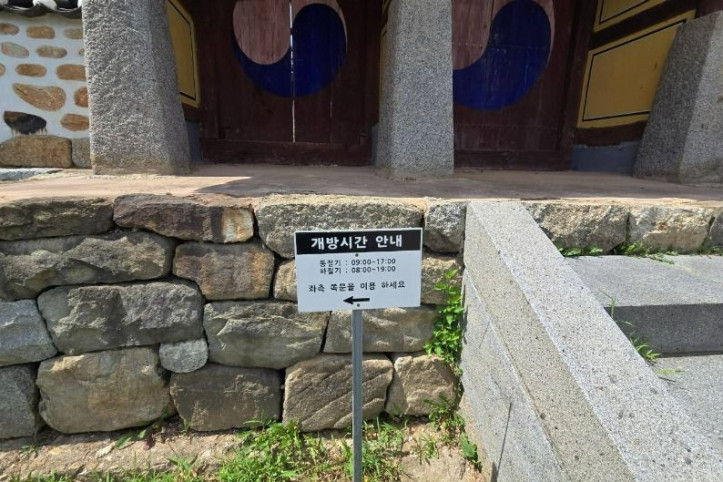 개방시간 안내
동절기 : 09:00~17:00
하절기 : 08:00~19:00
좌측 쪽문을 이용 하세요